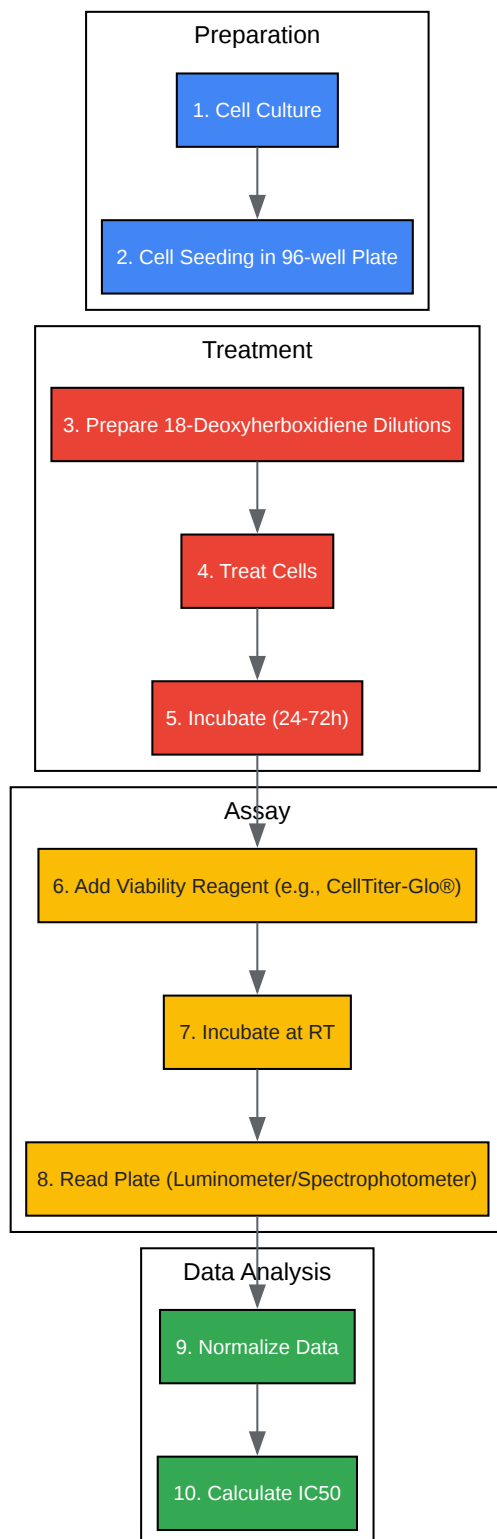 Preparation
1. Cell Culture
2. Cell Seeding in 96-well Plate
Treatment
3. Prepare 18-Deoxyherboxidiene Dilutions
4. Treat Cells
5. Incubate (24-72h)
Assay
6. Add Viability Reagent (e.g., CellTiter-Glo®)
7. Incubate at RT
8. Read Plate (Luminometer/Spectrophotometer)
Data Analysis
9. Normalize Data
10. Calculate IC50